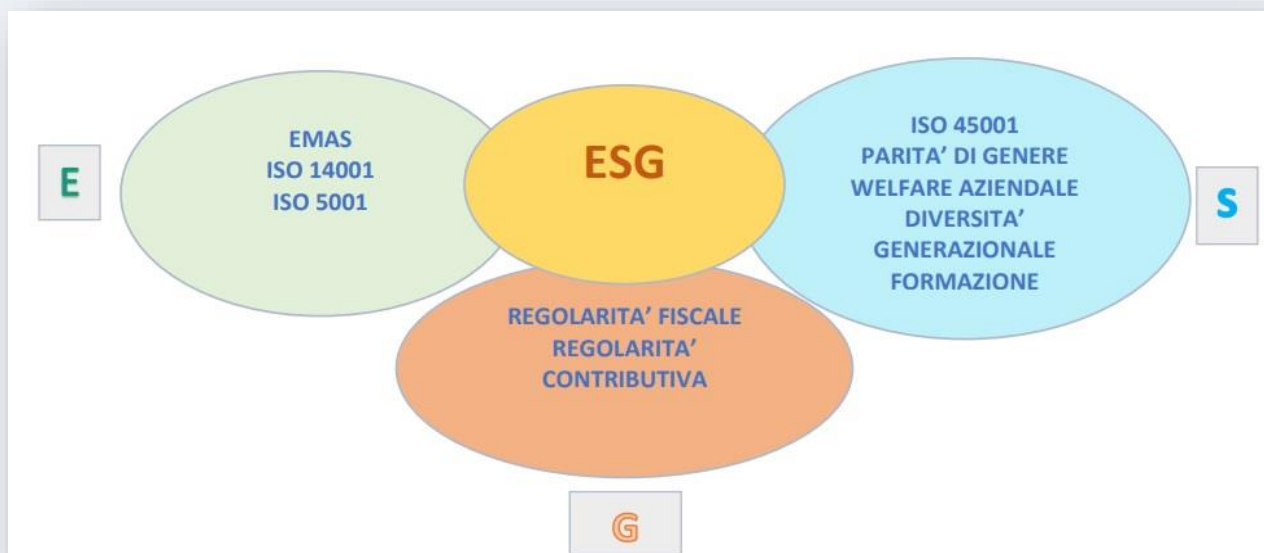 E
EMAS
ISO 14001
ISO 5001
ESG
ISO 45001
PARITA’ DI GENERE
WELFARE AZIENDALE
DIVERSITA’
GENERAZIONALE
FORMAZIONE
S
REGOLARITA’ FISCALE
REGOLARITA’
CONTRIBUTIVA
G